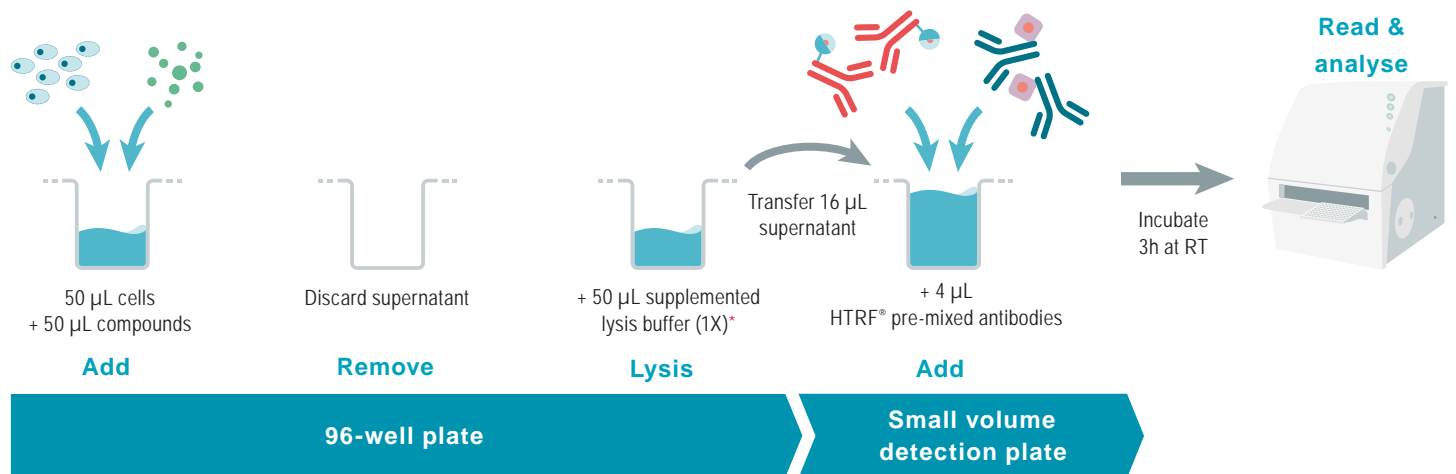 50 µL cells
+ 50 µL compounds
Add
Discard supernatant
Remove
+ 50 µL supplemented
lysis buffer (1X)*
Lysis
Transfer 16 µL
supernatant
+ 4 µL
HTRF® pre-mixed antibodies
Add
Incubate
3h at RT
Read &
analyse
96-well plate
Small volume
detection plate